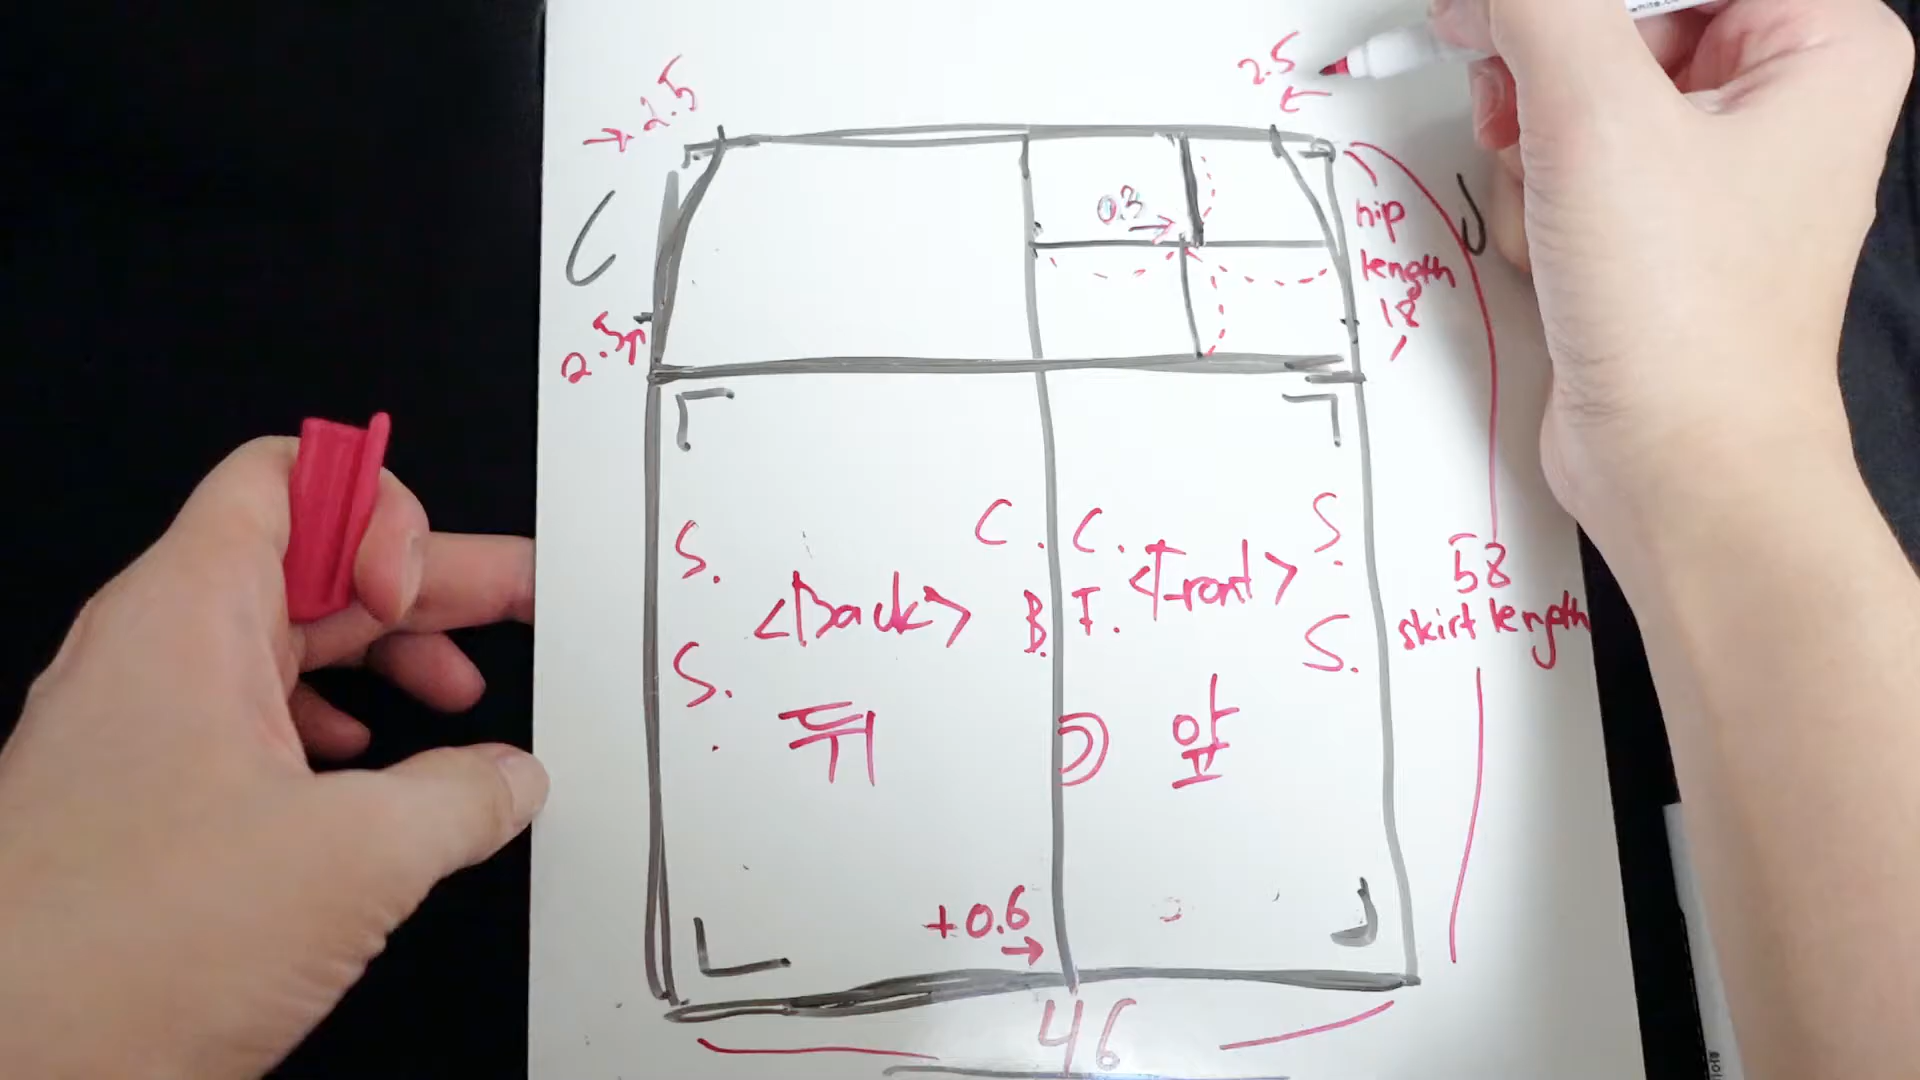 2.5
2.5
0.3
hip
length
18
2.5
S. C. C. S.
<Back> B. F. <Front>
S. S.
58
skirt length
뒤 앞
+0.6
46